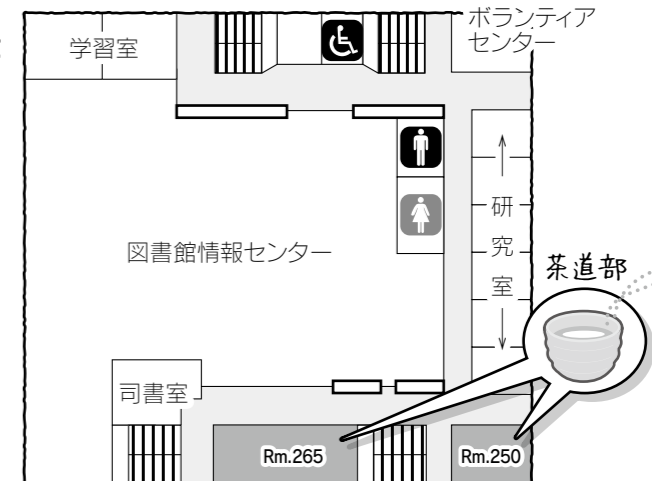 学習室
ボランティア
センター
研究室
図書館情報センター
茶道部
司書室
Rm.265
Rm.250